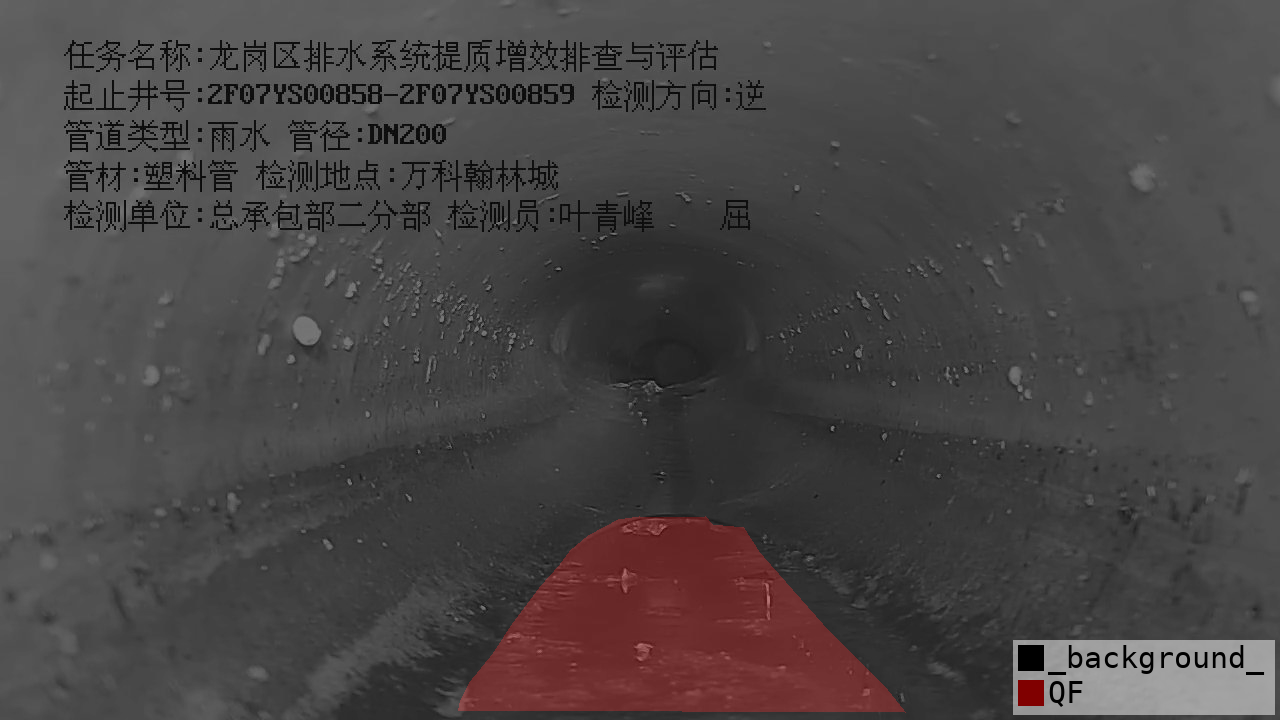 任务名称:龙岗区排水系统提质增效排查与评估
起止井号:2F07YS00858-2F07YS00859 检测方向:逆
管道类型:雨水 管径:DN200
管材:塑料管 检测地点:万科翰林城
检测单位:总承包部二分部 检测员:叶青峰 屈
_background_
QF